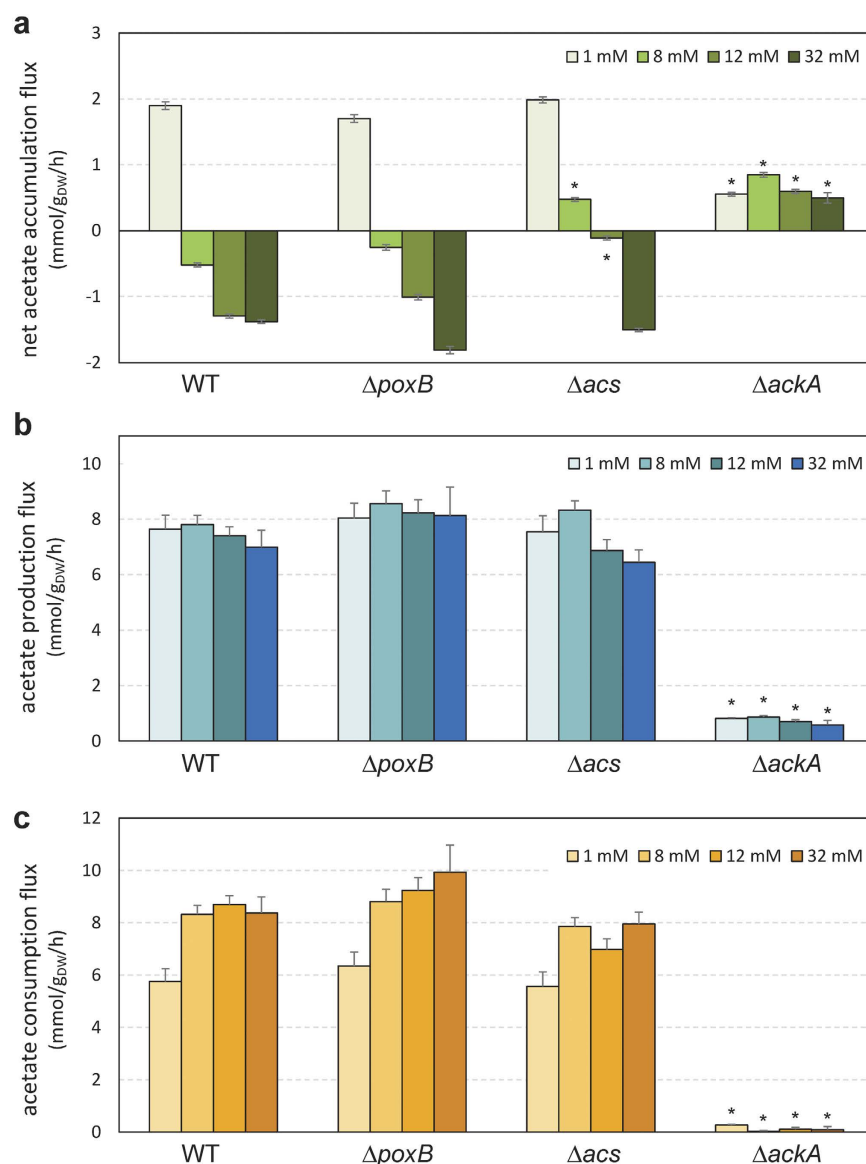 a
net acetate accumulation flux
(mmol/gDW/h)
3
2
1
0
-1
-2
1 mM 8 mM 12 mM 32 mM
* * * * * *
WT ΔpoxB Δacs ΔackA
b
acetate production flux
(mmol/gDW/h)
10
8
6
4
2
0
1 mM 8 mM 12 mM 32 mM
* * * *
WT ΔpoxB Δacs ΔackA
c
acetate consumption flux
(mmol/gDW/h)
12
10
8
6
4
2
0
1 mM 8 mM 12 mM 32 mM
* * * *
WT ΔpoxB Δacs ΔackA